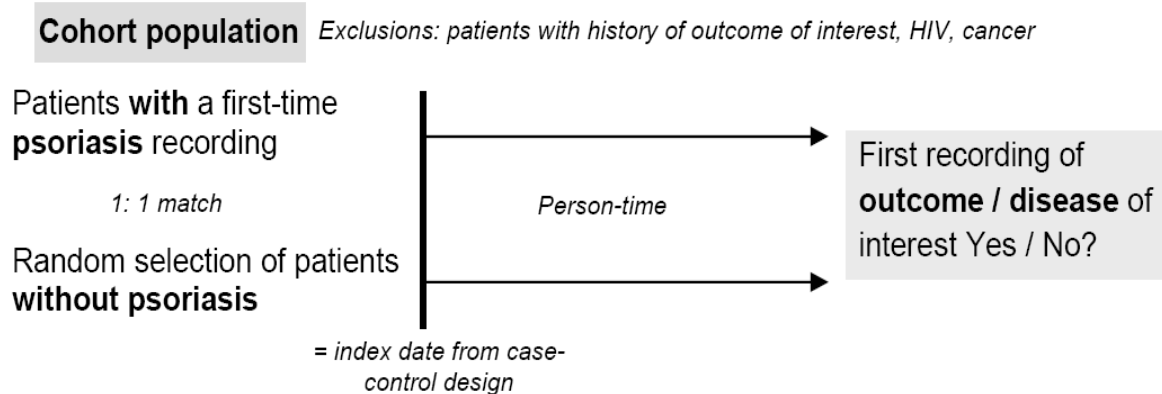 Cohort population Exclusions: patients with history of outcome of interest, HIV, cancer
Patients with a first-time
psoriasis recording
1: 1 match
Random selection of patients
without psoriasis
Person-time
= index date from case-
control design
First recording of
outcome / disease of
interest Yes / No?